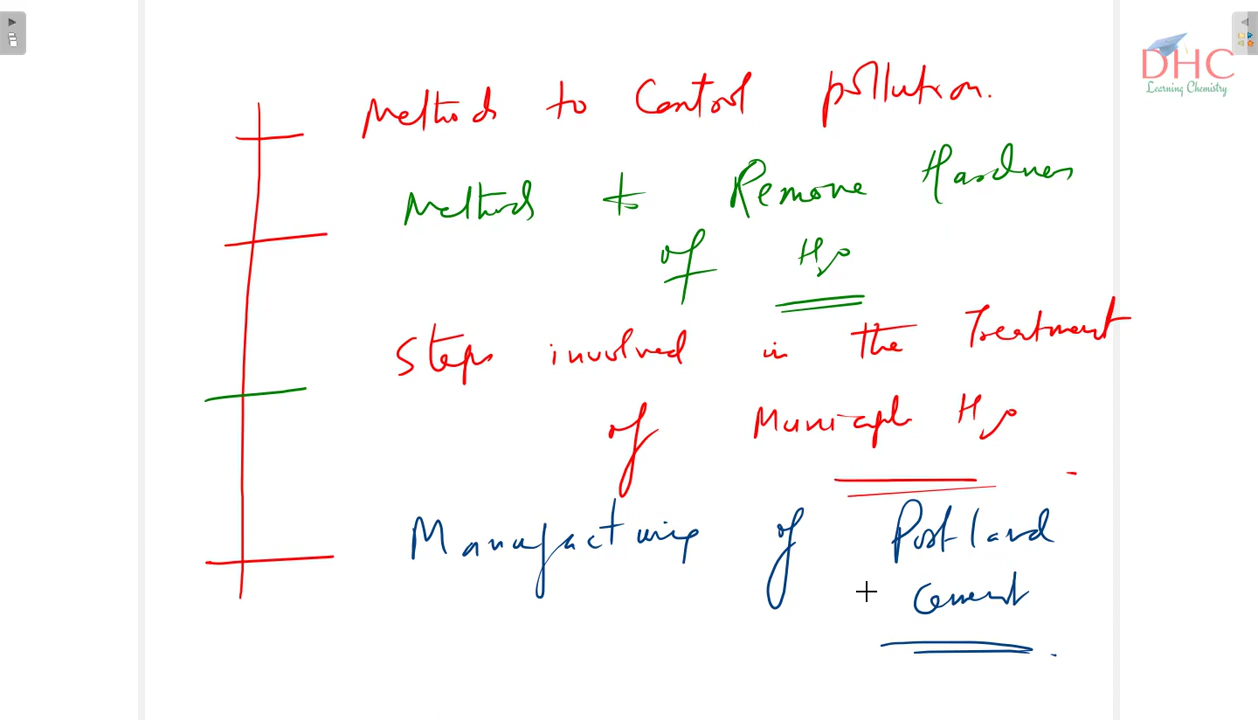 DHC
Learning Chemistry
Methods to Control pollution.
Methods to Remove Hardness
of H2O
Steps involved in the Treatment
of Municiapl H2O
Manufacturing of Portland
Cement